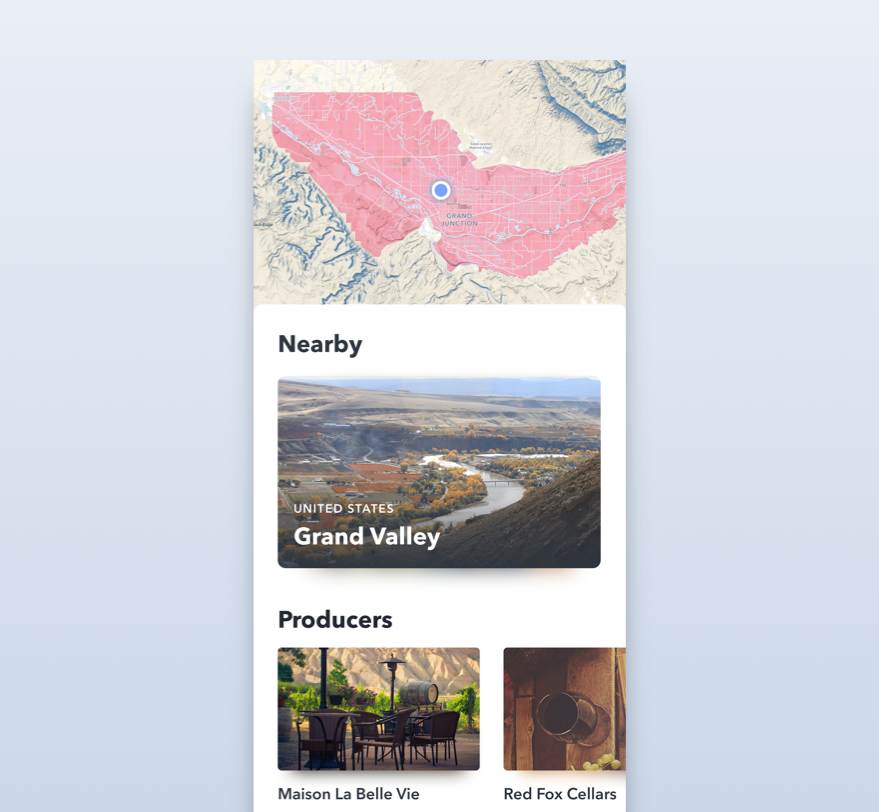 GRAND
JUNCTION
Nearby
UNITED STATES
Grand Valley
Producers
Maison La Belle Vie
Red Fox Cellars